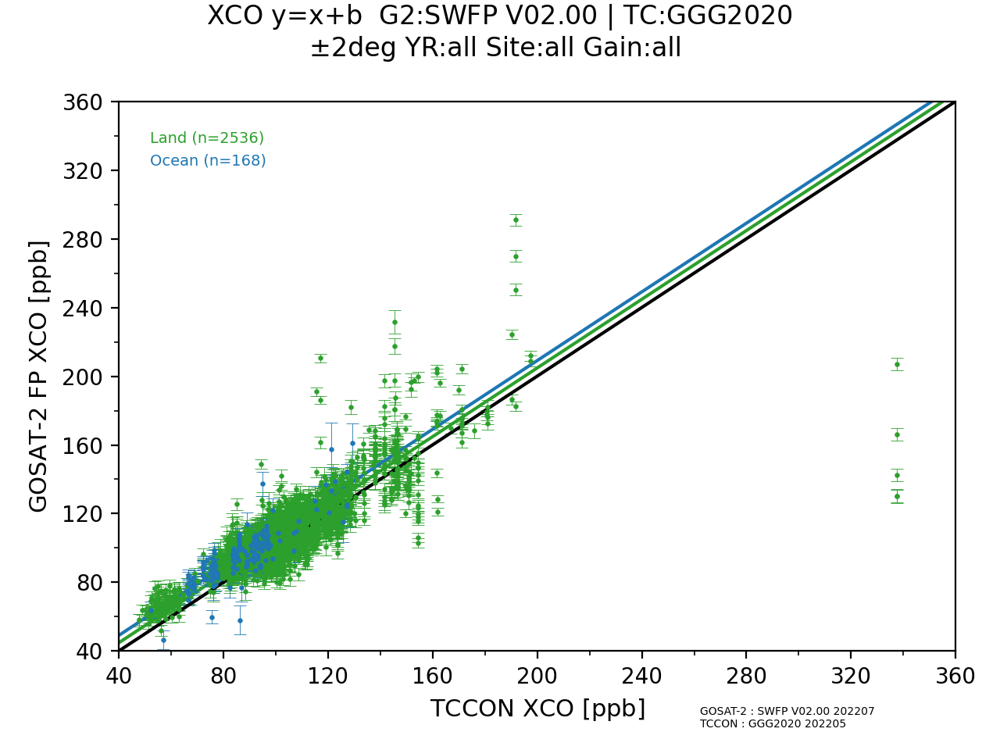 XCO y=x+b  G2:SWFP V02.00 | TC:GGG2020
±2deg YR:all Site:all Gain:all
360
Land (n=2536)
Ocean (n=168)
320
280
240
200
160
120
80
40
GOSAT-2 FP XCO [ppb]
40 80 120 160 200 240 280 320 360
TCCON XCO [ppb]
GOSAT-2 : SWFP V02.00 202207
TCCON : GGG2020 202205